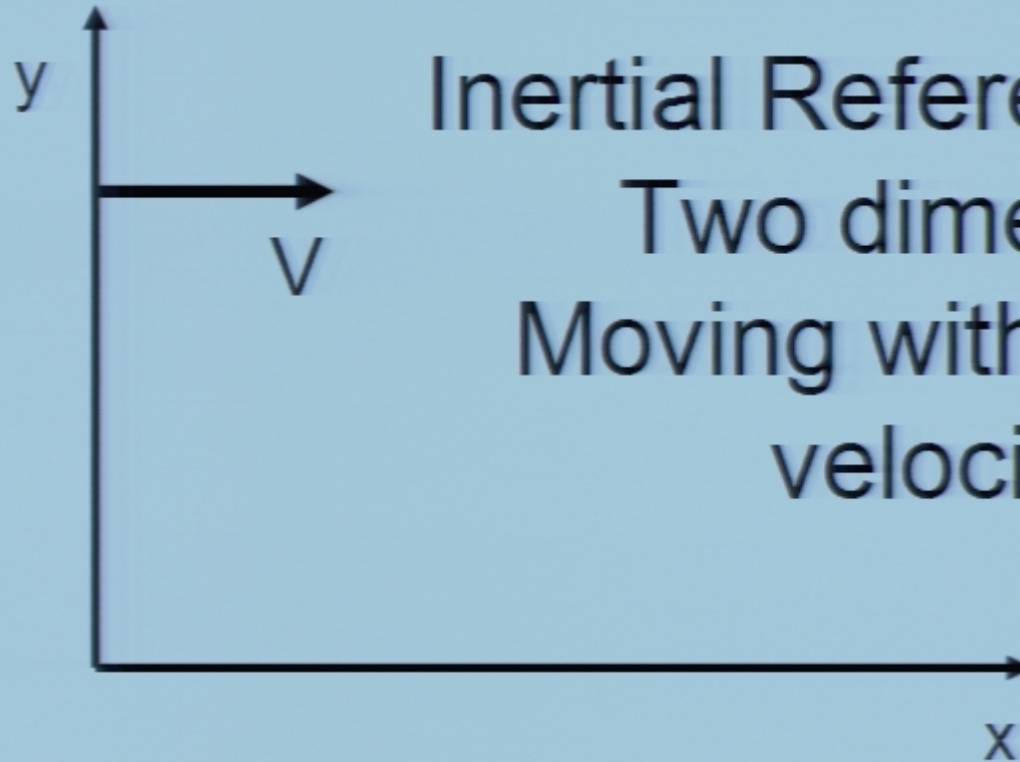 y
Inertial Refere
Two dime
V
Moving with
veloci
x